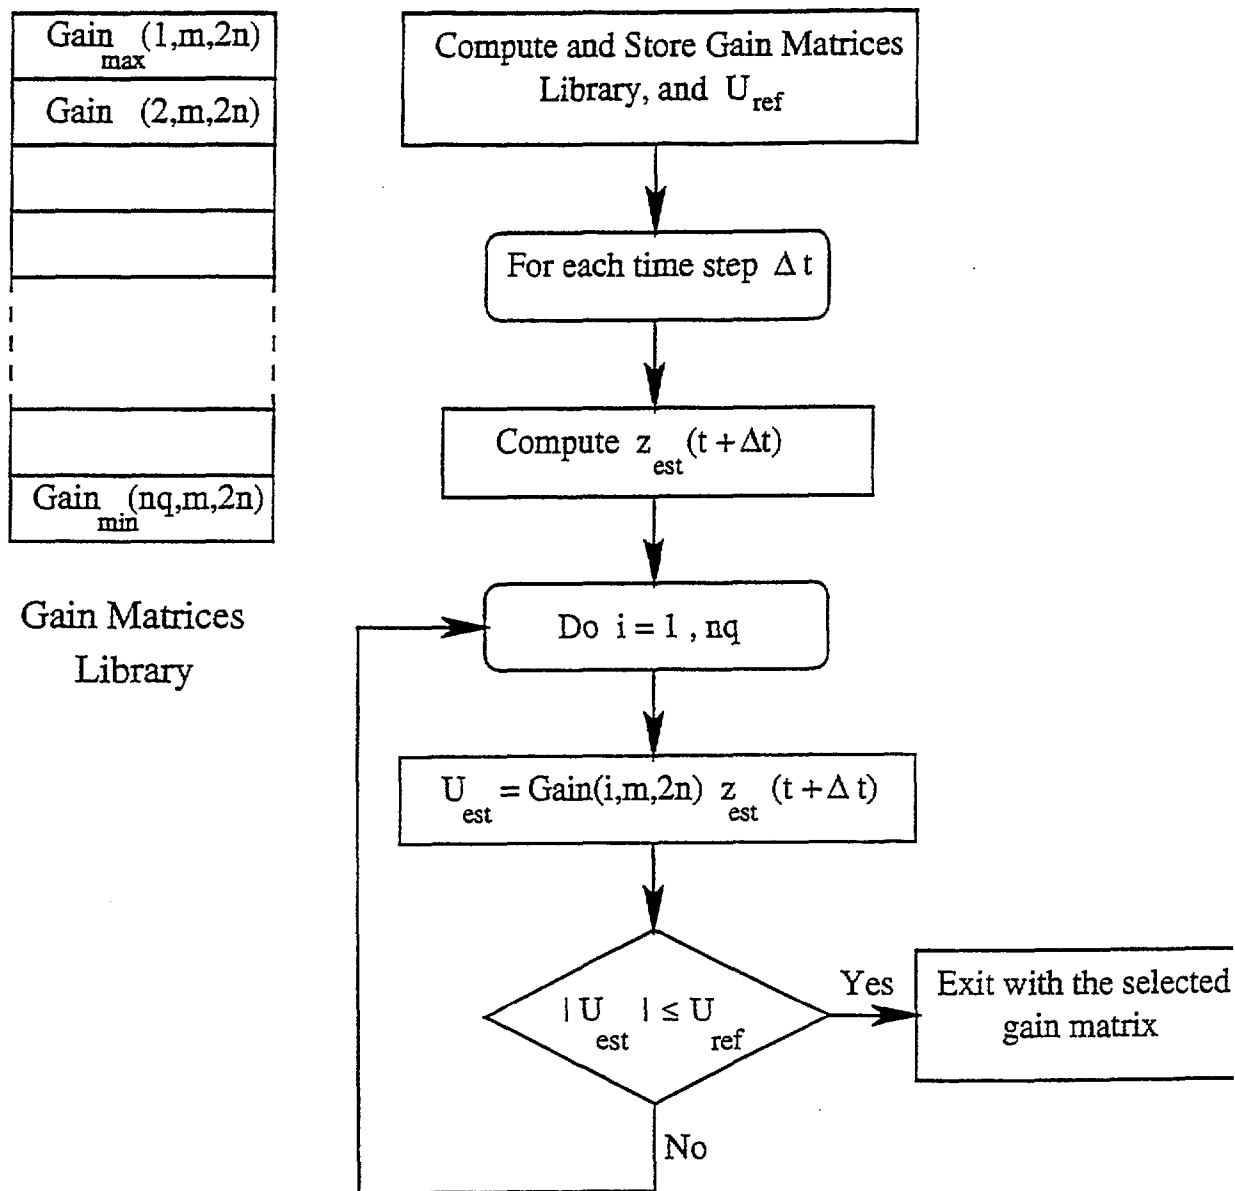 Gain max (1,m,2n)
Gain (2,m,2n)
Gain min (nq,m,2n)
Gain Matrices
Library
Compute and Store Gain Matrices
Library, and U ref
For each time step Δ t
Compute z est (t + Δt)
Do i = 1 , nq
U est = Gain(i,m,2n) z est (t + Δ t)
| U est | ≤ U ref
Yes
Exit with the selected
gain matrix
No